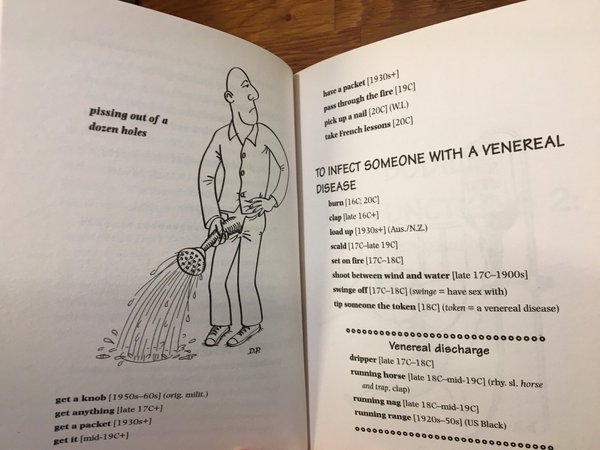 pissing out of a
dozen holes
D.P.
get a knob [1950s–60s] (orig. milit.)
get anything [late 17C+]
get a packet [1930s+]
get it [mid-19C+]
have a packet [1930s+]
pass through the fire [19C]
pick up a nail [20C] (W.I.)
take French lessons [20C]
TO INFECT SOMEONE WITH A VENEREAL
DISEASE
burn [16C; 20C]
clap [late 16C+]
load up [1930s+] (Aus./N.Z.)
scald [17C–late 19C]
set on fire [17C–18C]
shoot between wind and water [late 17C–1900s]
swinge off [17C–18C] (swinge = have sex with)
tip someone the token [18C] (token = a venereal disease)
Venereal discharge
dripper [late 17C–18C]
running horse [late 18C–mid-19C] (rhy. sl. horse
and trap, clap)
running nag [late 18C–mid-19C]
running range [1920s–50s] (US Black)